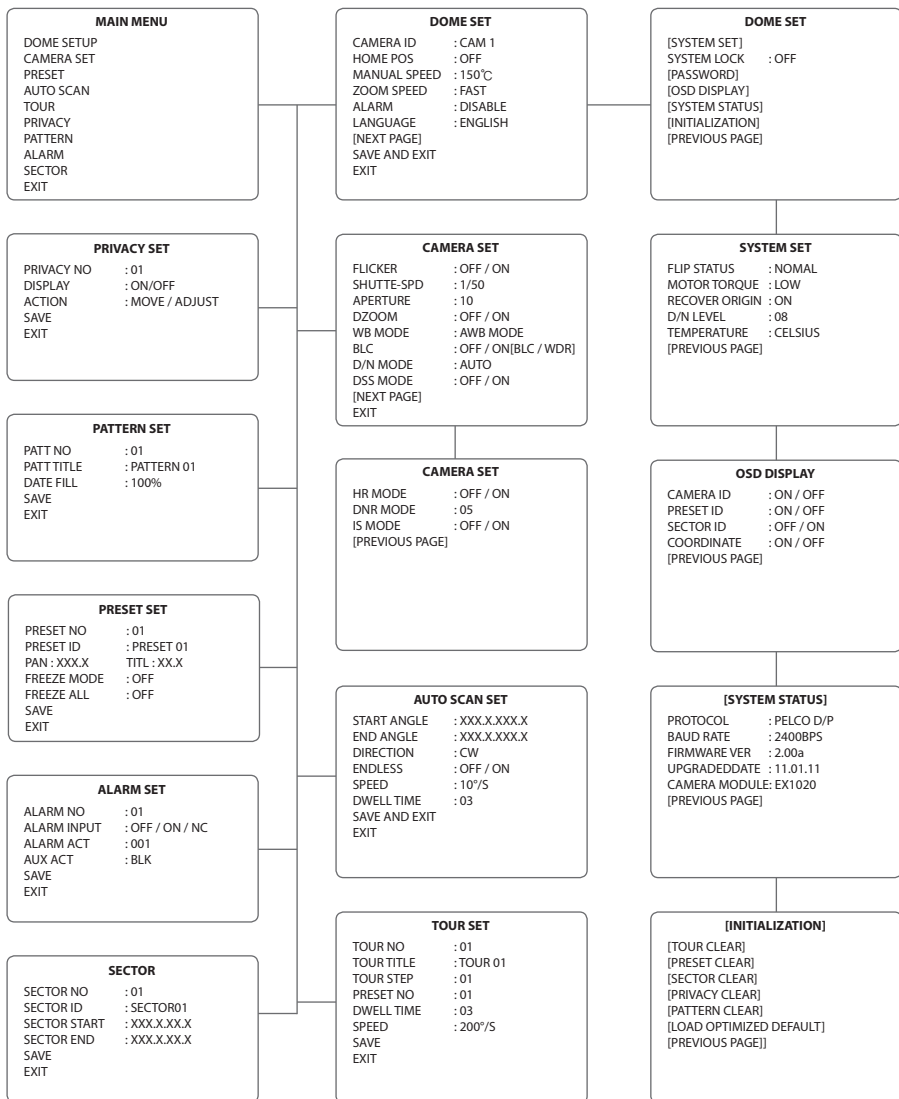 MAIN MENU
DOME SETUP
CAMERA SET
PRESET
AUTO SCAN
TOUR
PRIVACY
PATTERN
ALARM
SECTOR
EXIT
DOME SET
CAMERA ID : CAM 1
HOME POS : OFF
MANUAL SPEED : 150℃
ZOOM SPEED : FAST
ALARM : DISABLE
LANGUAGE : ENGLISH
[NEXT PAGE]
SAVE AND EXIT
EXIT
DOME SET
[SYSTEM SET]
SYSTEM LOCK : OFF
[PASSWORD]
[OSD DISPLAY]
[SYSTEM STATUS]
[INITIALIZATION]
[PREVIOUS PAGE]
PRIVACY SET
PRIVACY NO : 01
DISPLAY : ON/OFF
ACTION : MOVE / ADJUST
SAVE
EXIT
CAMERA SET
FLICKER : OFF / ON
SHUTTE-SPD : 1/50
APERTURE : 10
DZOOM : OFF / ON
WB MODE : AWB MODE
BLC : OFF / ON[BLC / WDR]
D/N MODE : AUTO
DSS MODE : OFF / ON
[NEXT PAGE]
EXIT
SYSTEM SET
FLIP STATUS : NOMAL
MOTOR TORQUE : LOW
RECOVER ORIGIN : ON
D/N LEVEL : 08
TEMPERATURE : CELSIUS
[PREVIOUS PAGE]
PATTERN SET
PATT NO : 01
PATT TITLE : PATTERN 01
DATE FILL : 100%
SAVE
EXIT
CAMERA SET
HR MODE : OFF / ON
DNR MODE : 05
IS MODE : OFF / ON
[PREVIOUS PAGE]
OSD DISPLAY
CAMERA ID : ON / OFF
PRESET ID : ON / OFF
SECTOR ID : OFF / ON
COORDINATE : ON / OFF
[PREVIOUS PAGE]
PRESET SET
PRESET NO : 01
PRESET ID : PRESET 01
PAN : XXX.X TITL : XX.X
FREEZE MODE : OFF
FREEZE ALL : OFF
SAVE
EXIT
AUTO SCAN SET
START ANGLE : XXX.X.XXX.X
END ANGLE : XXX.X.XXX.X
DIRECTION : CW
ENDLESS : OFF / ON
SPEED : 10°/S
DWELL TIME : 03
SAVE AND EXIT
EXIT
[SYSTEM STATUS]
PROTOCOL : PELCO D/P
BAUD RATE : 2400BPS
FIRMWARE VER : 2.00a
UPGRADEDDATE : 11.01.11
CAMERA MODULE: EX1020
[PREVIOUS PAGE]
ALARM SET
ALARM NO : 01
ALARM INPUT : OFF / ON / NC
ALARM ACT : 001
AUX ACT : BLK
SAVE
EXIT
TOUR SET
TOUR NO : 01
TOUR TITLE : TOUR 01
TOUR STEP : 01
PRESET NO : 01
DWELL TIME : 03
SPEED : 200°/S
SAVE
EXIT
[INITIALIZATION]
[TOUR CLEAR]
[PRESET CLEAR]
[SECTOR CLEAR]
[PRIVACY CLEAR]
[PATTERN CLEAR]
[LOAD OPTIMIZED DEFAULT]
[PREVIOUS PAGE]]
SECTOR
SECTOR NO : 01
SECTOR ID : SECTOR01
SECTOR START : XXX.X.XX.X
SECTOR END : XXX.X.XX.X
SAVE
EXIT